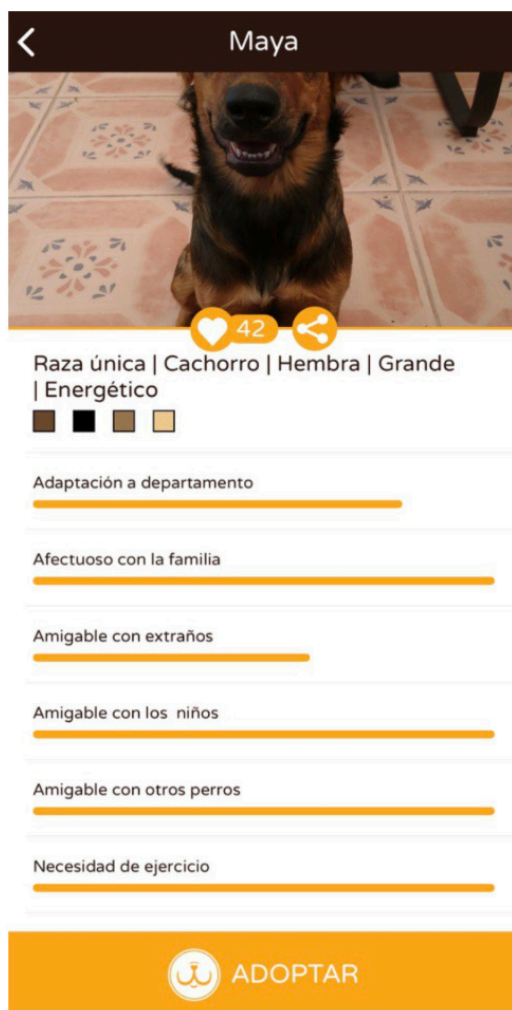 Maya
42
Raza única | Cachorro | Hembra | Grande
| Energético
Adaptación a departamento
Afectuoso con la familia
Amigable con extraños
Amigable con los  niños
Amigable con otros perros
Necesidad de ejercicio
ADOPTAR